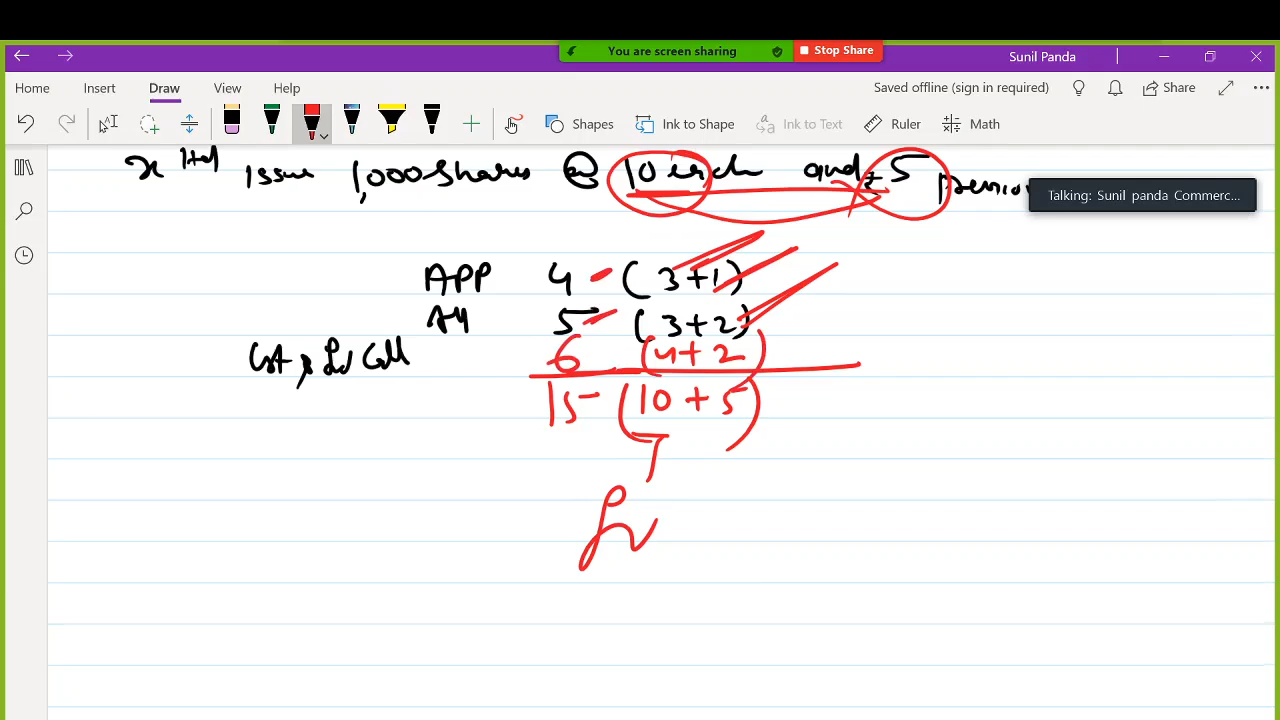 You are screen sharing Stop Share
Sunil Panda
Home Insert Draw View Help Saved offline (sign in required) Share
Shapes Ink to Shape Ink to Text Ruler Math
x ltd issue 1,000 shares @ 10 each and 5
Talking: Sunil panda Commerc...
APP 4 - (3+1)
5 - (3+2)
6 (4+2)
15 (10+5)
fv